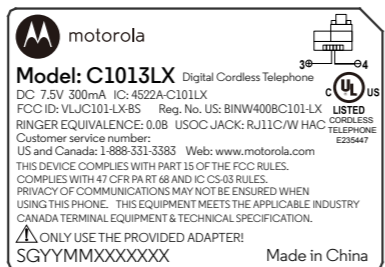 motorola
3⊕ ⊖4
Model: C1013LX Digital Cordless Telephone
DC 7.5V 300mA IC: 4522A-C101LX
FCC ID: VLJC101-LX-BS Reg. No. US: BINW400BC101-LX
RINGER EQUIVALENCE: 0.0B USOC JACK: RJ11C/W HAC
C UL US
LISTED
CORDLESS
TELEPHONE
E235447
Customer service number:
US and Canada: 1-888-331-3383 Web: www.motorola.com
THIS DEVICE COMPLIES WITH PART 15 OF THE FCC RULES.
COMPLIES WITH 47 CFR PA RT 68 AND IC CS-03 RULES.
PRIVACY OF COMMUNICATIONS MAY NOT BE ENSURED WHEN
USING THIS PHONE. THIS EQUIPMENT MEETS THE APPLICABLE INDUSTRY
CANADA TERMINAL EQUIPMENT & TECHNICAL SPECIFICATION.
ONLY USE THE PROVIDED ADAPTER!
SGYYMMXXXXXXX Made in China